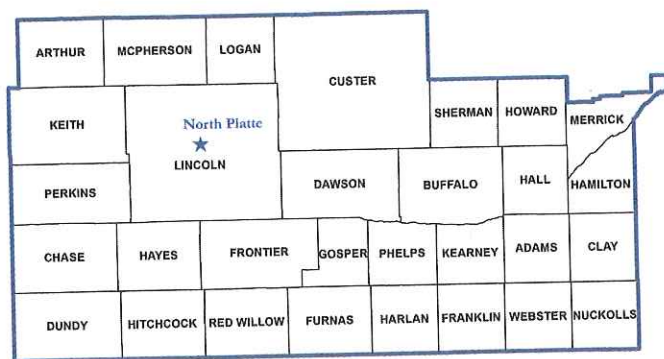 ARTHUR
MCPHERSON
LOGAN
CUSTER
KEITH
North Platte
LINCOLN
SHERMAN
HOWARD
MERRICK
PERKINS
DAWSON
BUFFALO
HALL
HAMILTON
CHASE
HAYES
FRONTIER
GOSPER
PHELPS
KEARNEY
ADAMS
CLAY
DUNDY
HITCHCOCK
RED WILLOW
FURNAS
HARLAN
FRANKLIN
WEBSTER
NUCKOLLS